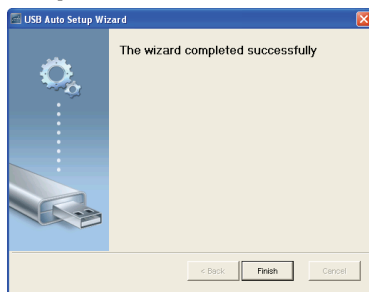 USB Auto Setup Wizard
The wizard completed successfully
< Back Finish Cancel